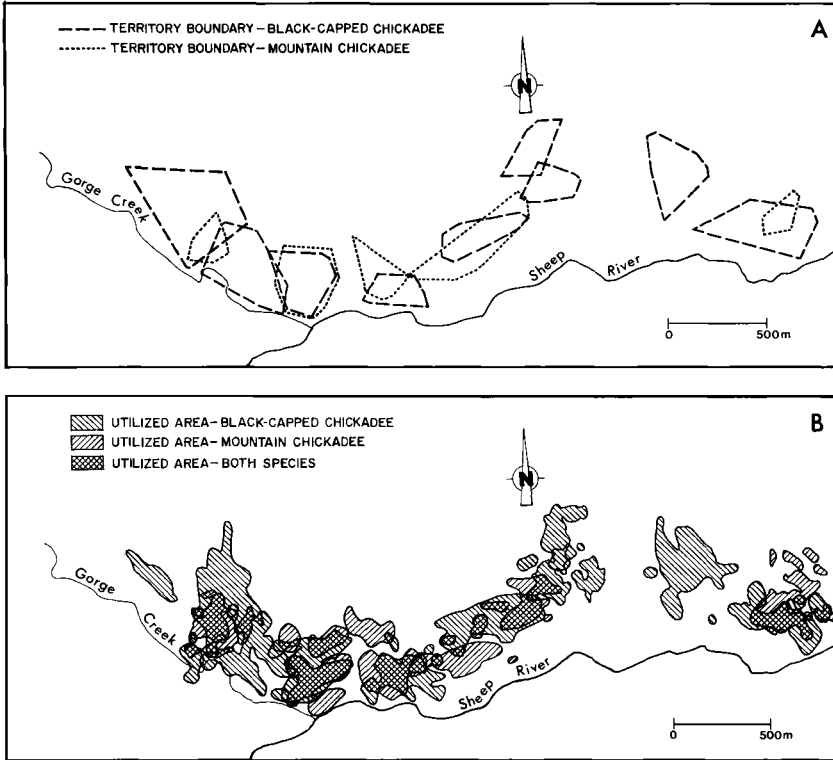 A
TERRITORY BOUNDARY–BLACK-CAPPED CHICKADEE
TERRITORY BOUNDARY–MOUNTAIN CHICKADEE
N
Gorge Creek
Sheep River
0 500m
B
UTILIZED AREA–BLACK-CAPPED CHICKADEE
UTILIZED AREA–MOUNTAIN CHICKADEE
UTILIZED AREA–BOTH SPECIES
N
Gorge Creek
Sheep River
0 500m